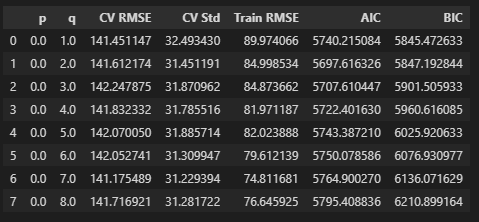 p q CV RMSE CV Std Train RMSE AIC BIC
0 0.0 1.0 141.451147 32.493430 89.974066 5740.215084 5845.472633
1 0.0 2.0 141.612174 31.451191 84.998534 5697.616326 5847.192844
2 0.0 3.0 142.247875 31.870962 84.873662 5707.610447 5901.505933
3 0.0 4.0 141.832332 31.785516 81.971187 5722.401630 5960.616085
4 0.0 5.0 142.070050 31.885714 82.023888 5743.387210 6025.920633
5 0.0 6.0 142.052741 31.309947 79.612139 5750.078586 6076.930977
6 0.0 7.0 141.175489 31.229394 74.811681 5764.900270 6136.071629
7 0.0 8.0 141.716921 31.281722 76.645925 5795.408836 6210.899164